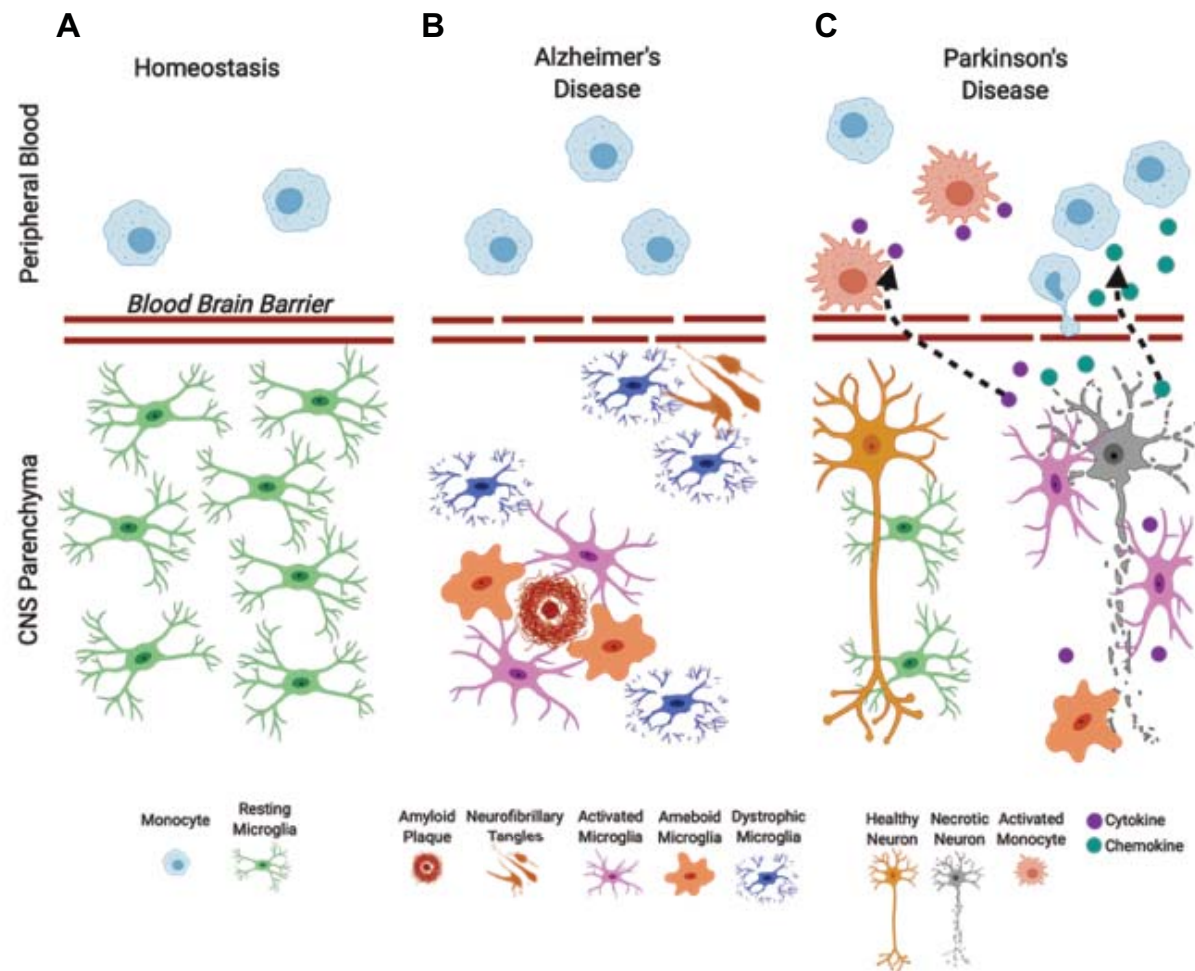 A
B
C
Homeostasis
Alzheimer's
Disease
Parkinson's
Disease
Peripheral Blood
Blood Brain Barrier
CNS Parenchyma
Monocyte
Resting
Microglia
Amyloid
Plaque
Neurofibrillary
Tangles
Activated
Microglia
Ameboid
Microglia
Dystrophic
Microglia
Healthy
Neuron
Necrotic
Neuron
Activated
Monocyte
Cytokine
Chemokine